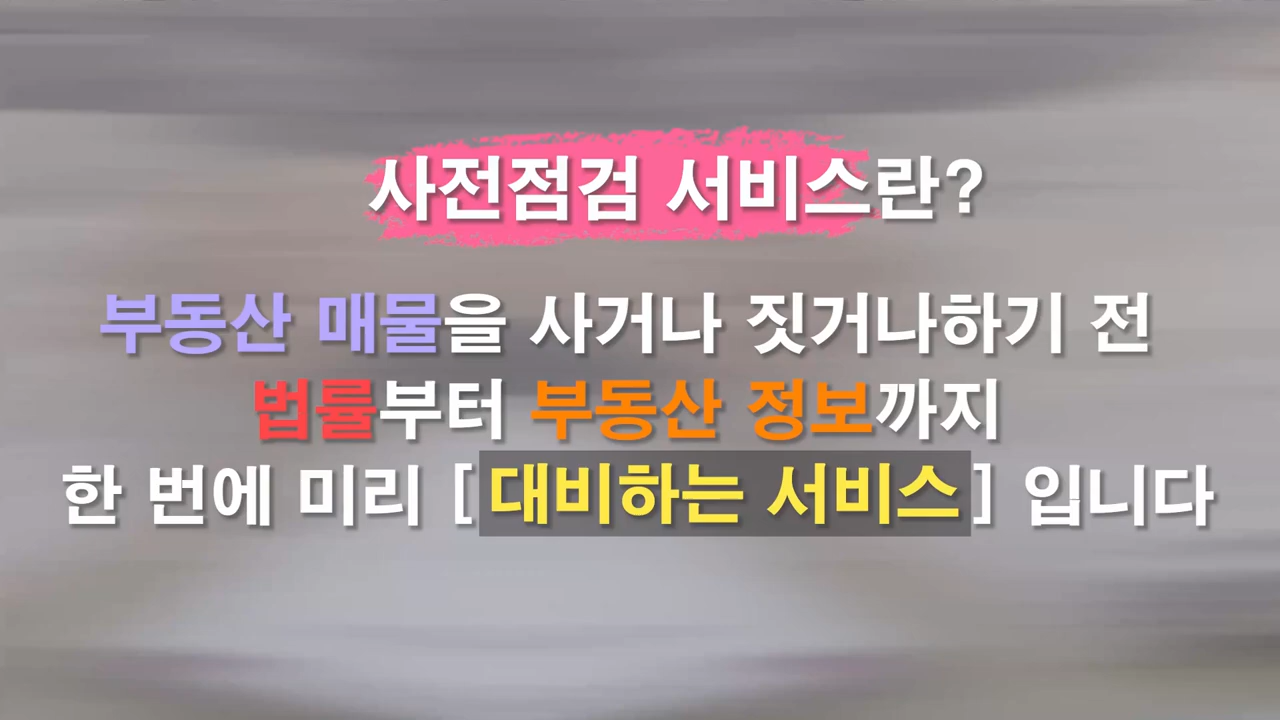 사전점검 서비스란?
부동산 매물을 사거나 짓거나하기 전
법률부터 부동산 정보까지
한 번에 미리 [대비하는 서비스] 입니다